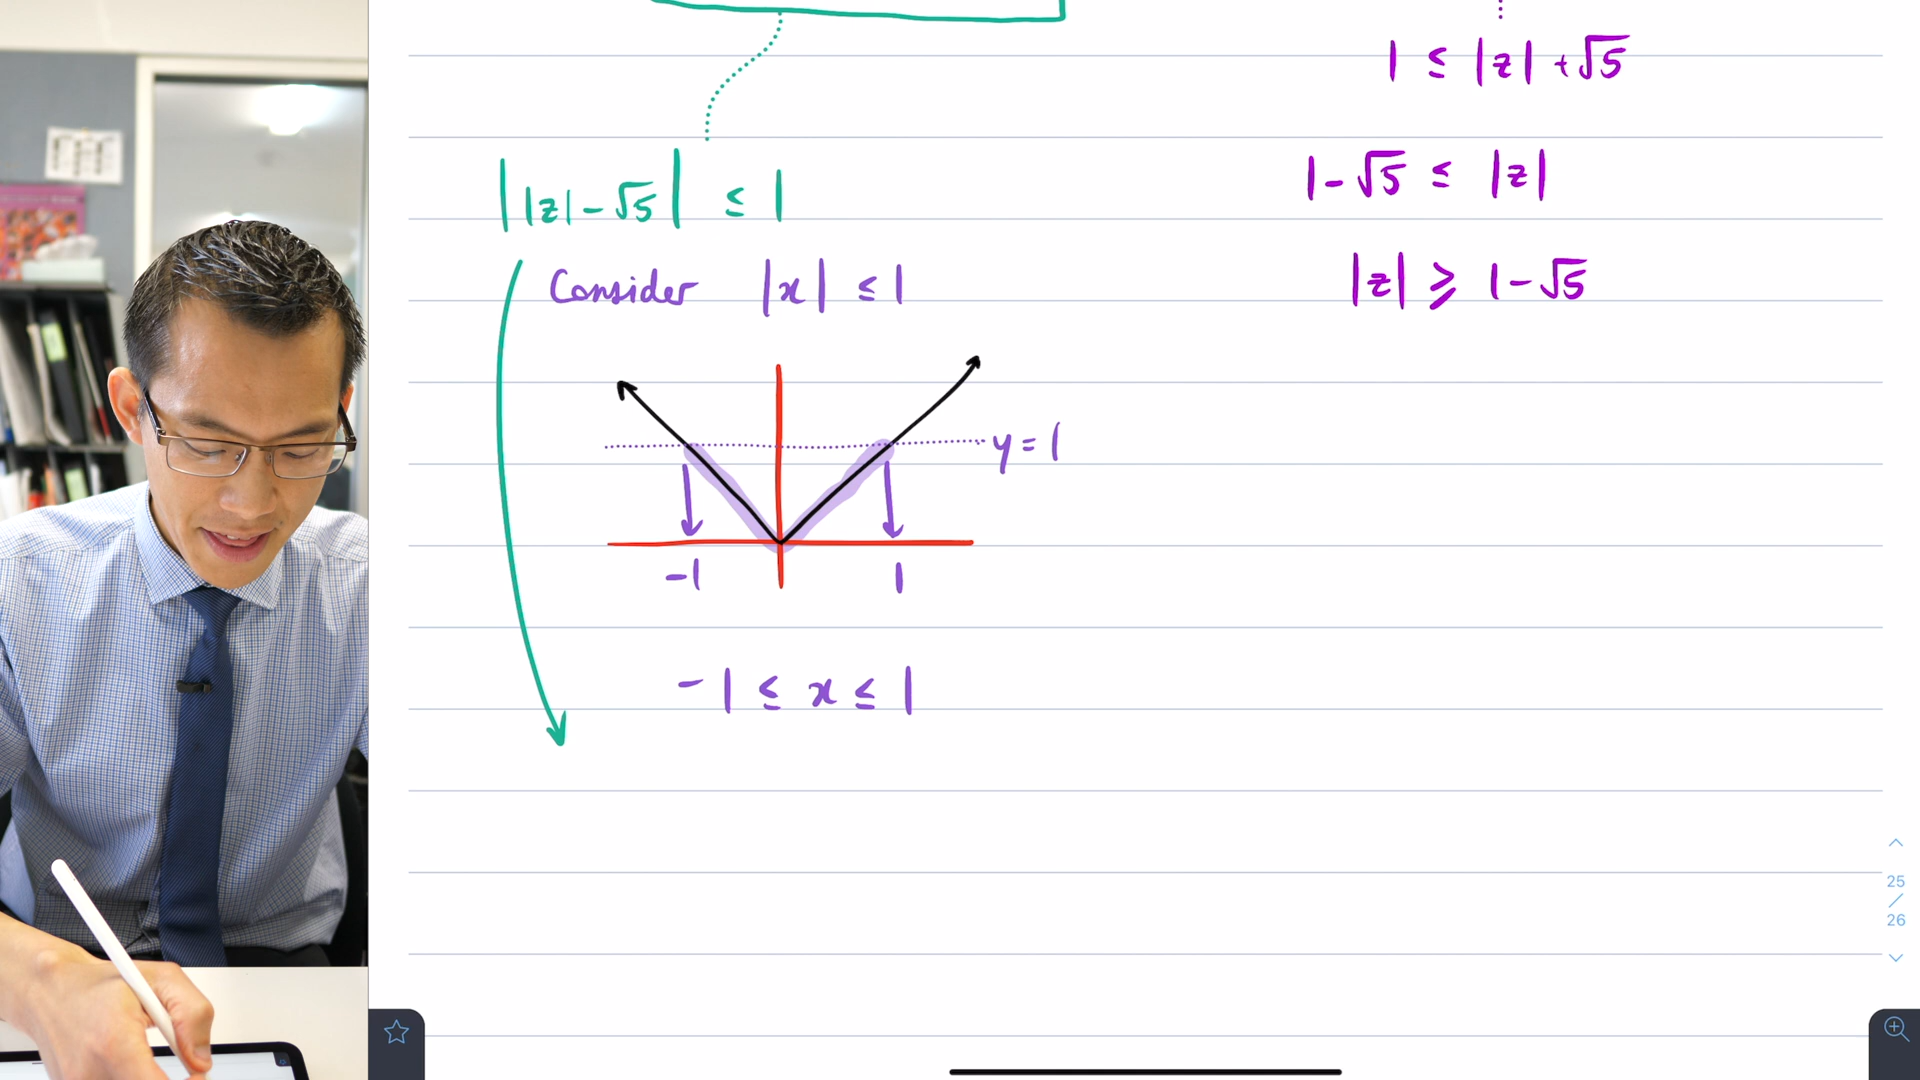 ||z|-√5| ≤ 1
Consider |x| ≤ 1
y = 1
-1
1
-1 ≤ x ≤ 1
1 ≤ |z| + √5
1-√5 ≤ |z|
|z| ⩾ 1-√5
25
/
26